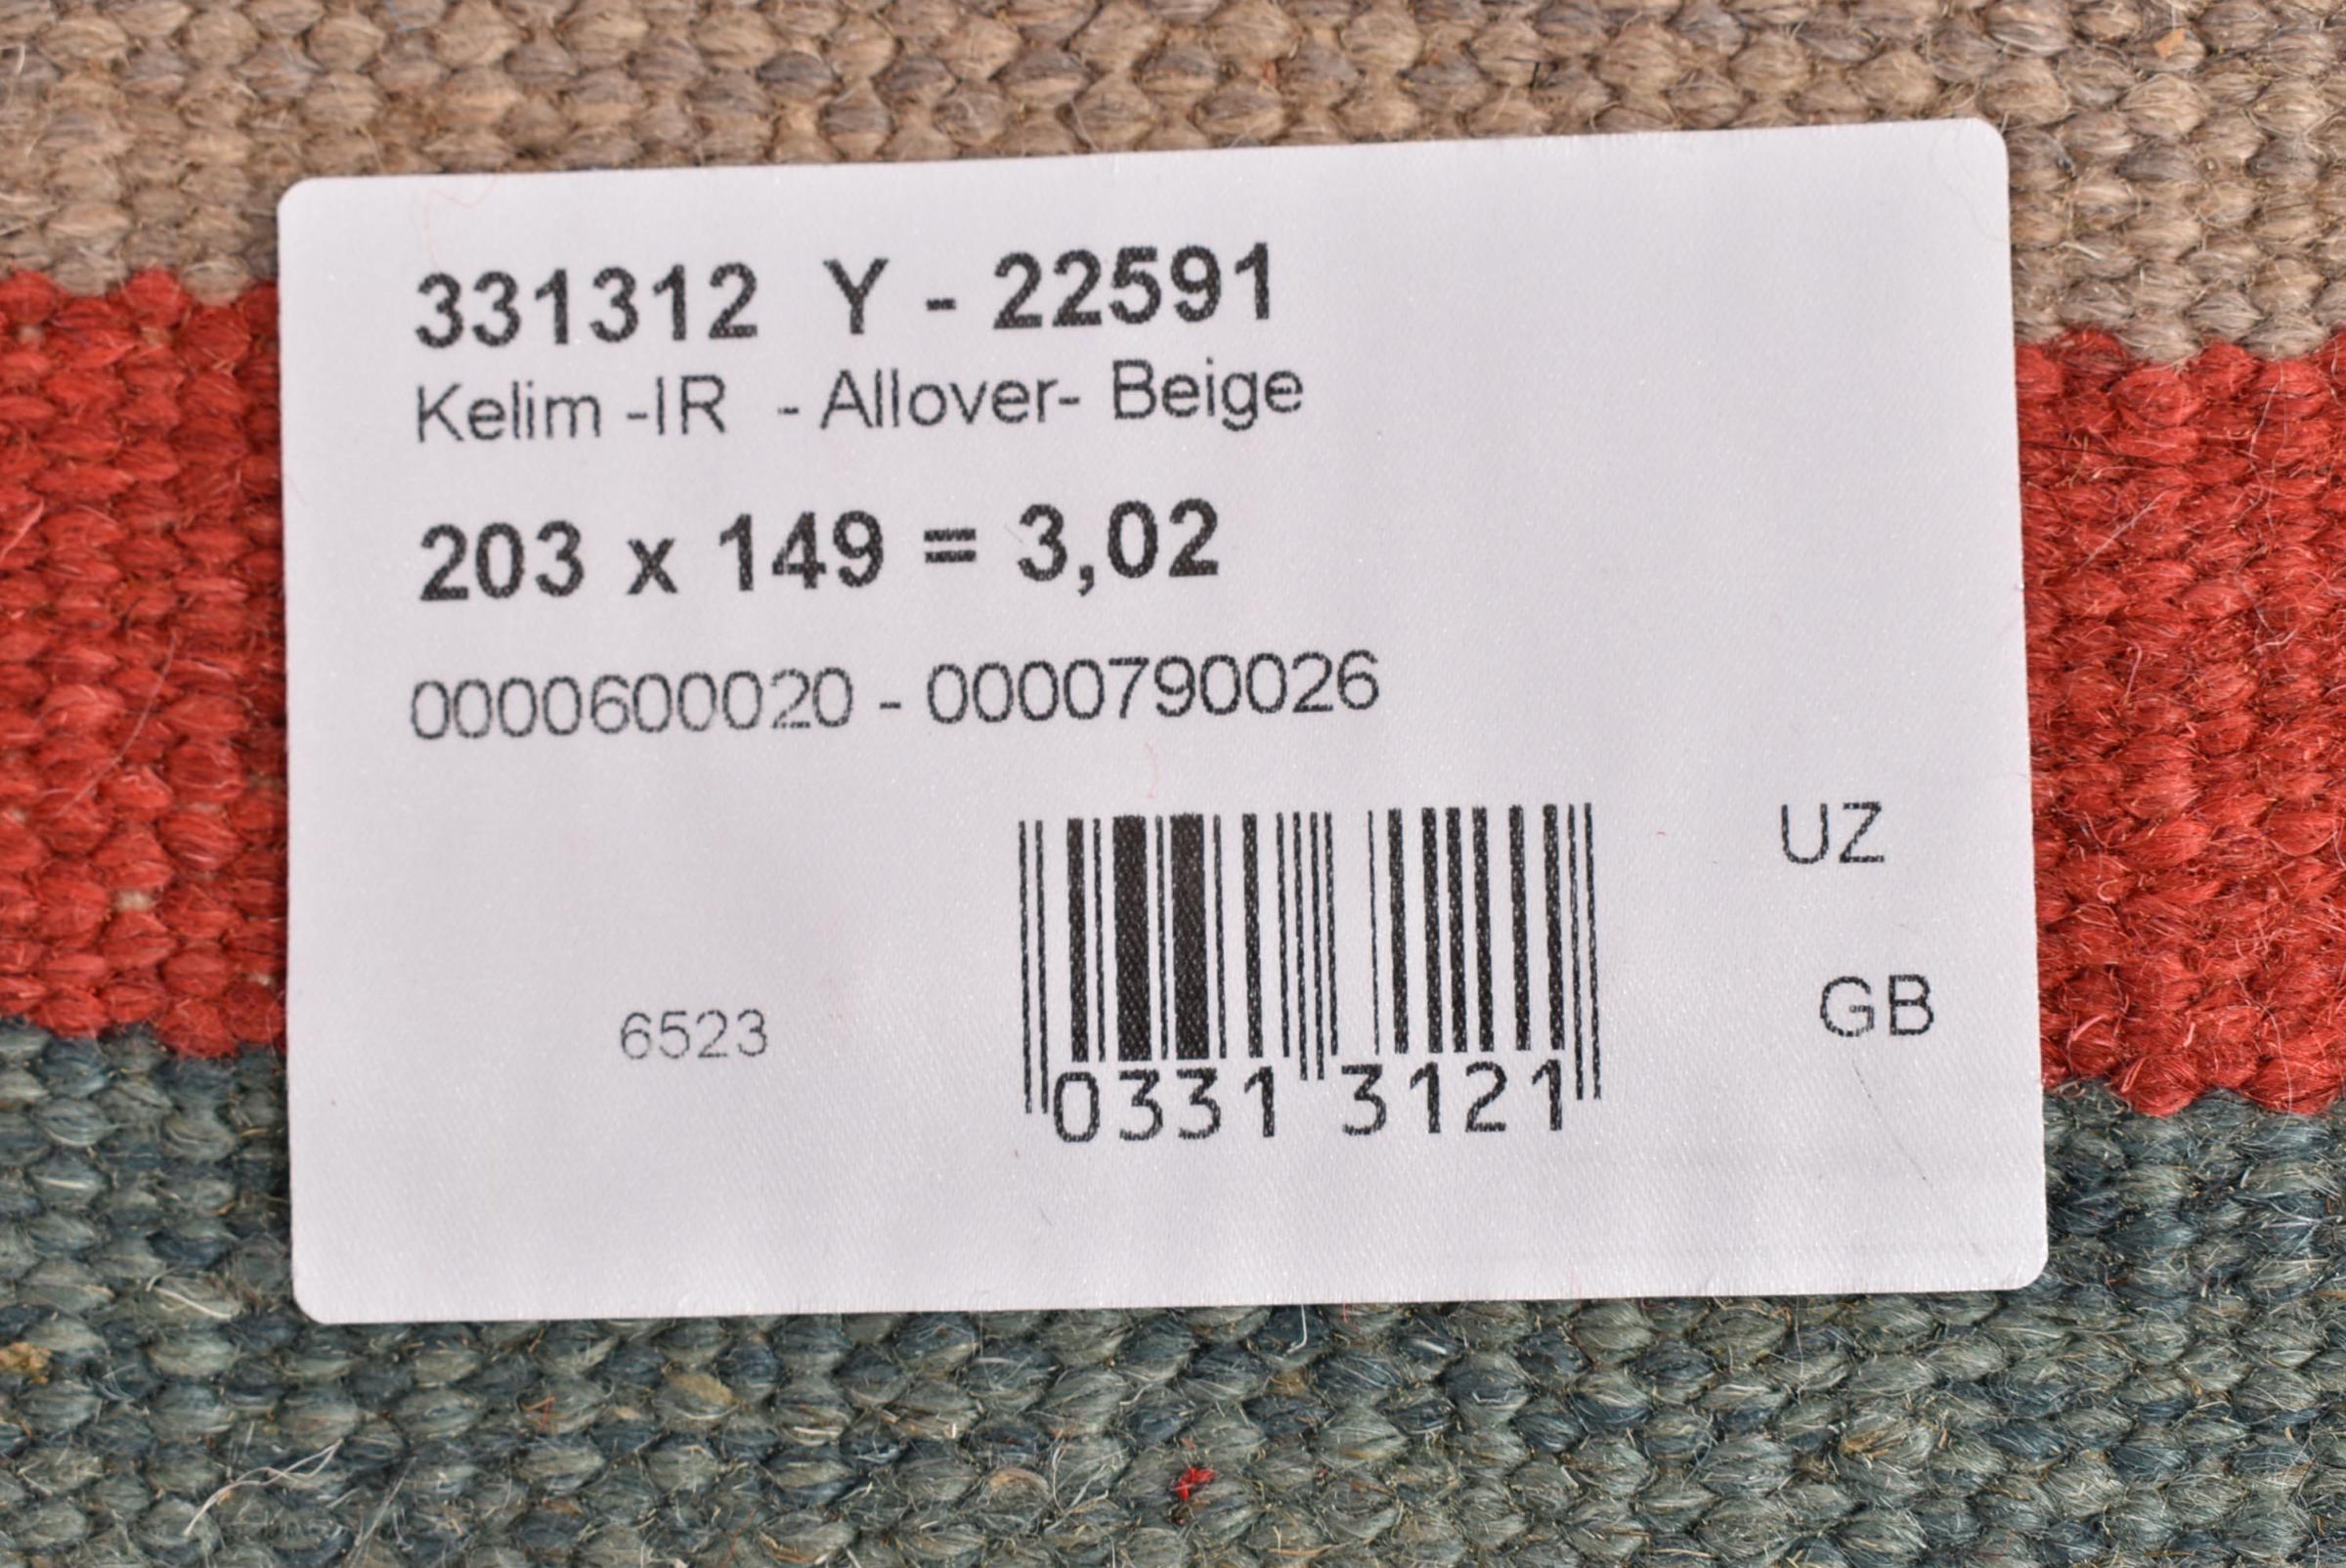 331312 Y - 22591
Kelim -IR - Allover- Beige
203 x 149 = 3,02
0000600020 - 0000790026
UZ
GB
6523
0331 3121